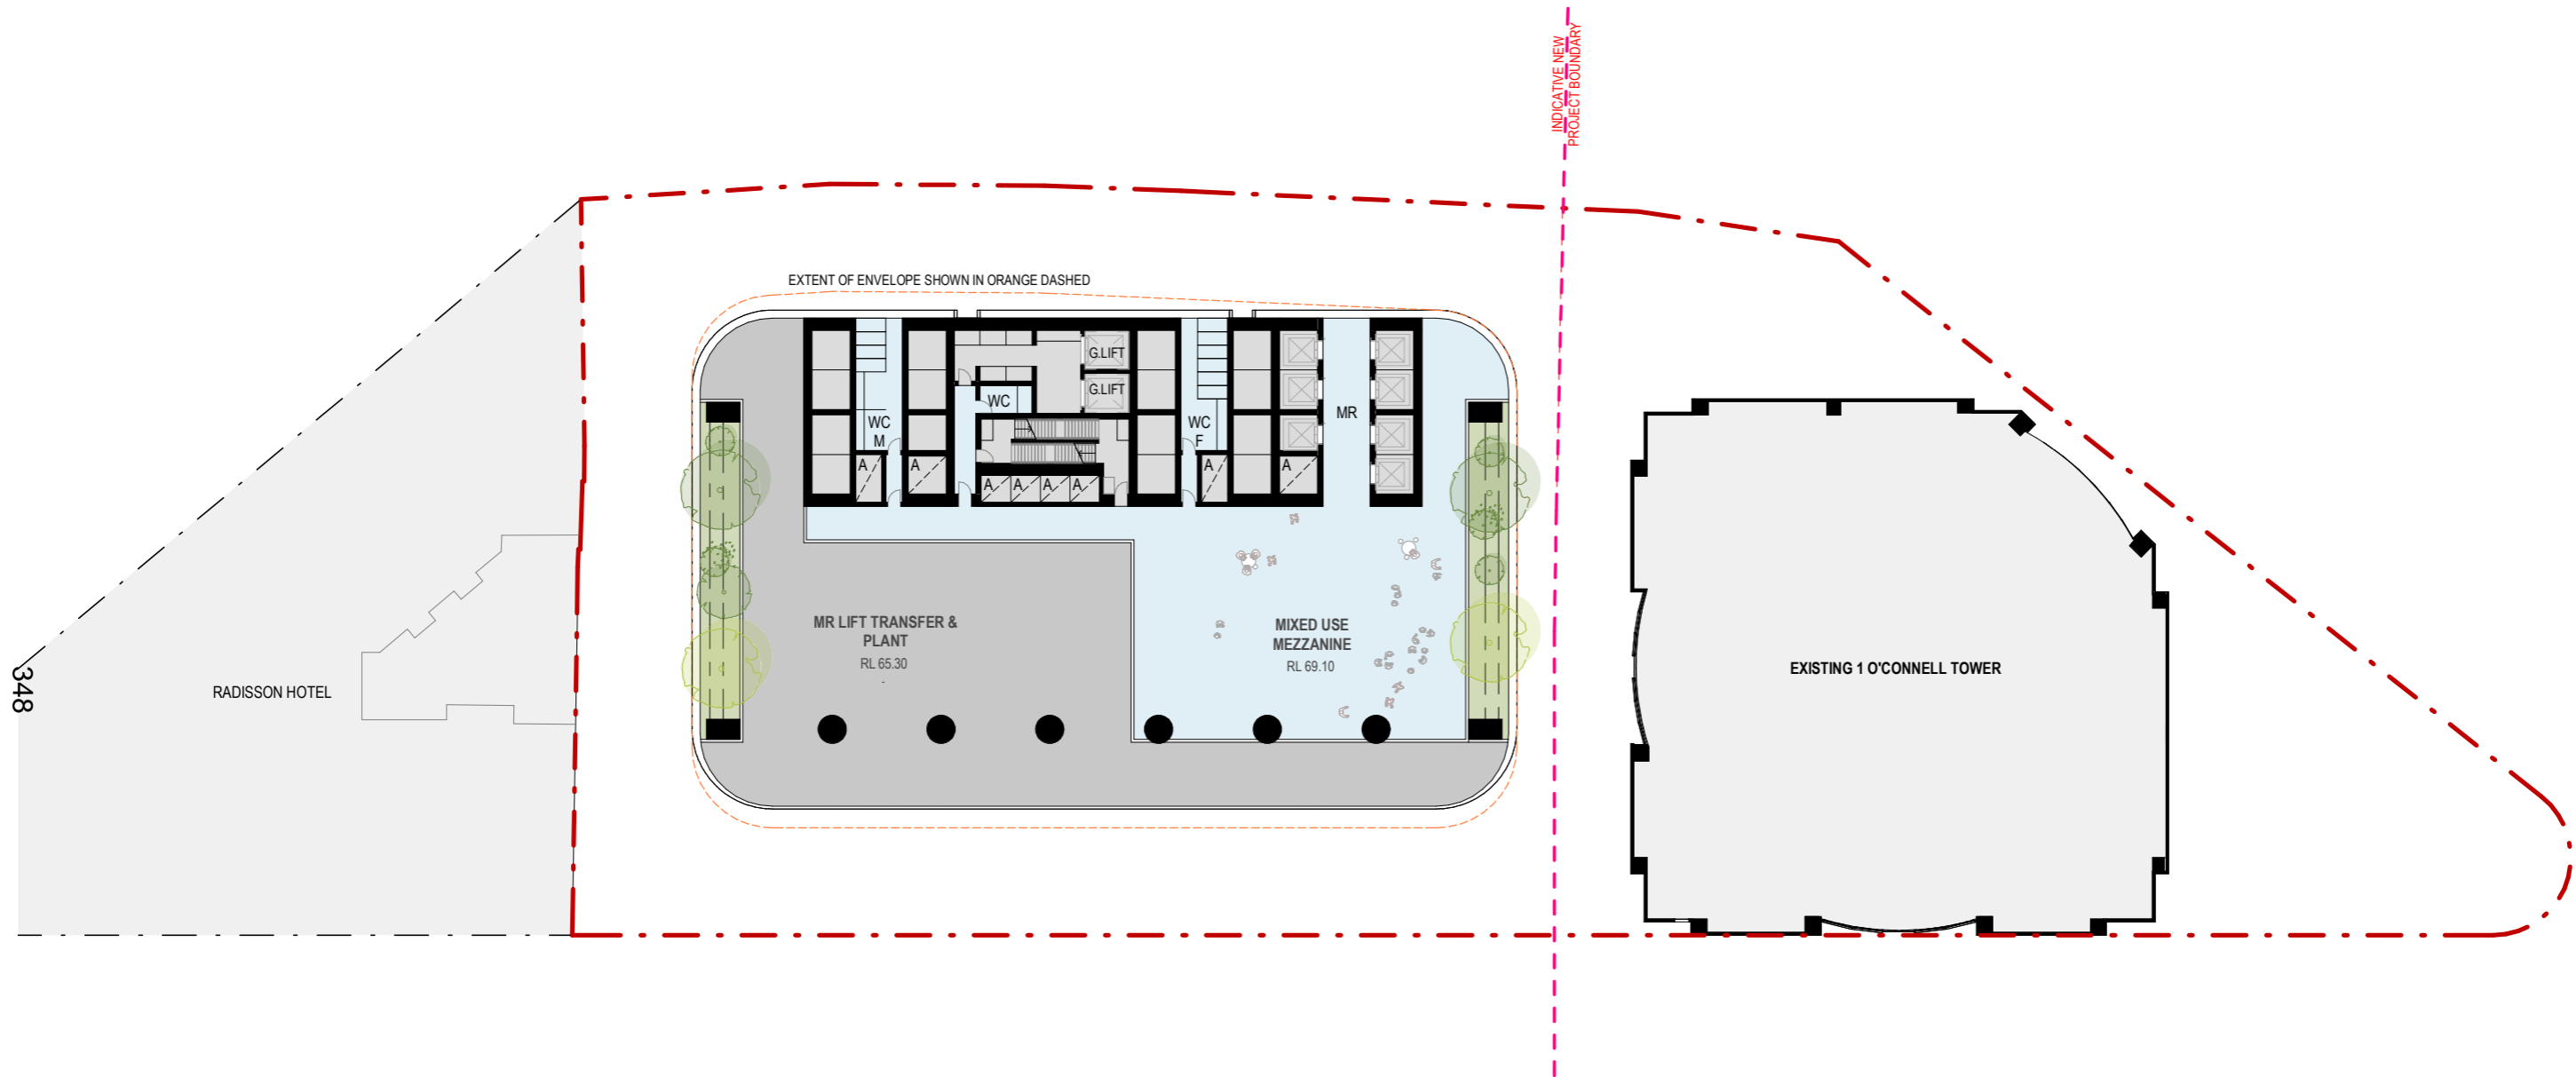 INDICATIVE NEW
PROJECT BOUNDARY
EXTENT OF ENVELOPE SHOWN IN ORANGE DASHED
G.LIFT
G.LIFT
WC
WC
M
WC
F
MR
A
A
A
A
A
A
A
A
MR LIFT TRANSFER &
PLANT
RL 65.30
-
MIXED USE
MEZZANINE
RL 69.10
EXISTING 1 O'CONNELL TOWER
RADISSON HOTEL
348